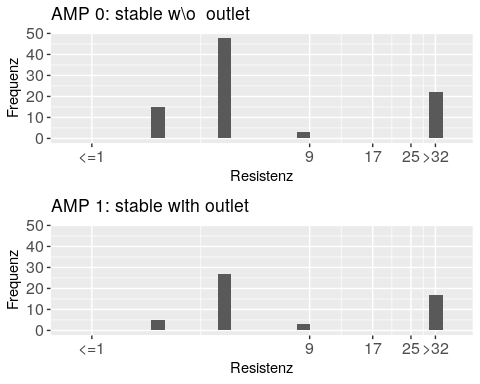 AMP 0: stable w\o  outlet
50
40
30
20
10
0
Frequenz
<=1 9 17 25 >32
Resistenz
AMP 1: stable with outlet
50
40
30
20
10
0
Frequenz
<=1 9 17 25 >32
Resistenz